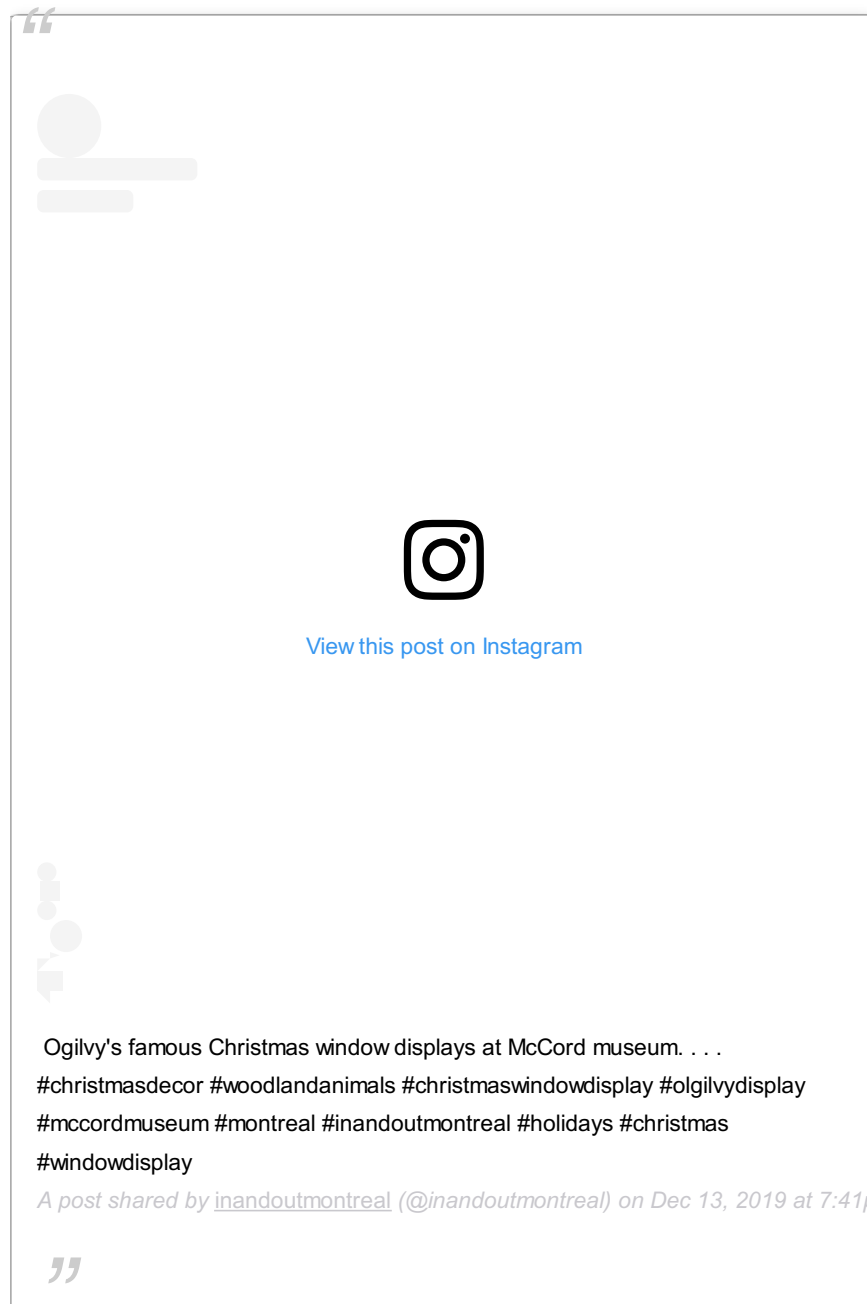 “
View this post on Instagram
Ogilvy's famous Christmas window displays at McCord museum. . . .
#christmasdecor #woodlandanimals #christmaswindowdisplay #olgilvydisplay
#mccordmuseum #montreal #inandoutmontreal #holidays #christmas
#windowdisplay
A post shared by inandoutmontreal (@inandoutmontreal) on Dec 13, 2019 at 7:41p
”